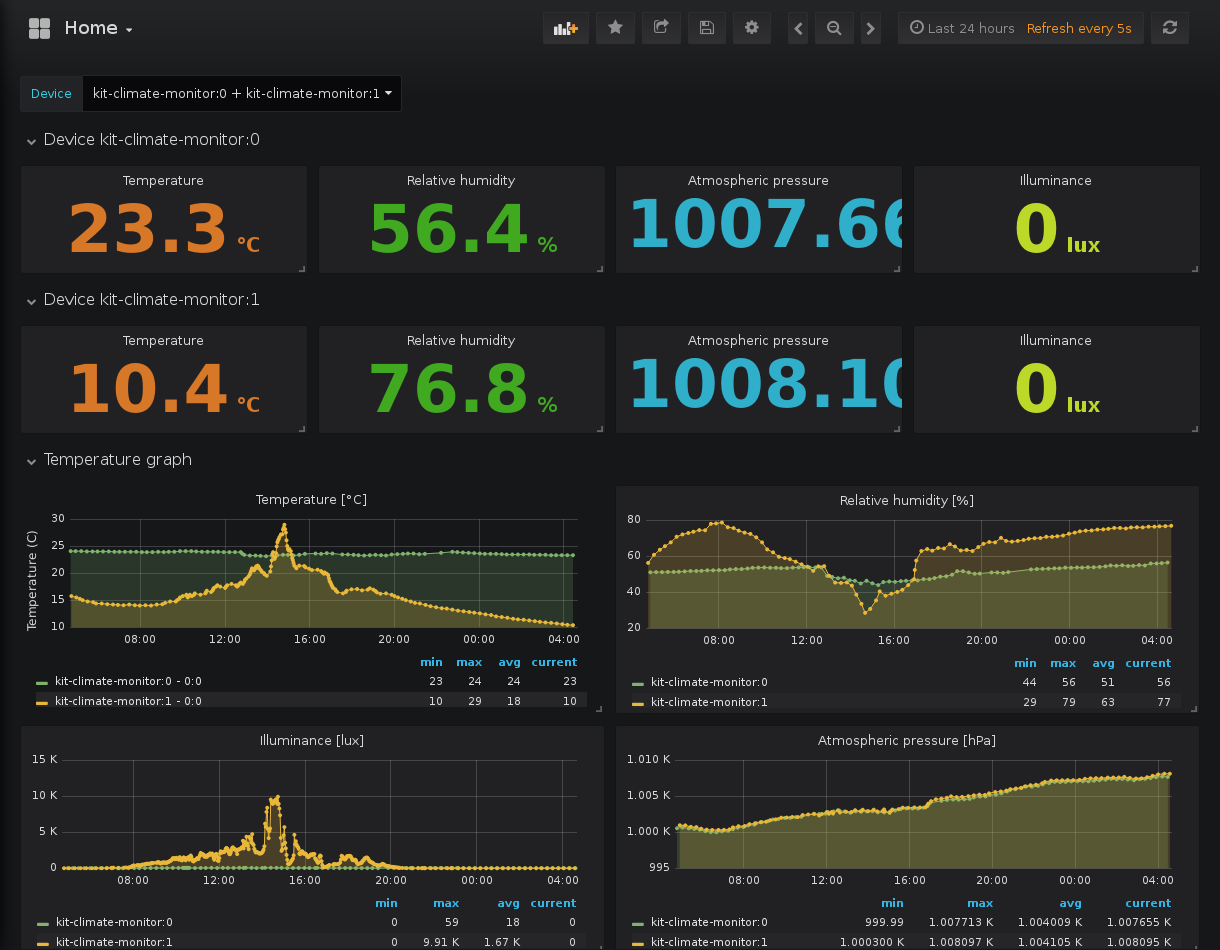 Home
Last 24 hours Refresh every 5s
Device kit-climate-monitor:0 + kit-climate-monitor:1
Device kit-climate-monitor:0
Temperature Relative humidity Atmospheric pressure Illuminance
23.3 °C 56.4 % 1007.66 0 lux
Device kit-climate-monitor:1
Temperature Relative humidity Atmospheric pressure Illuminance
10.4 °C 76.8 % 1008.10 0 lux
Temperature graph
Temperature [°C]
Temperature (C)
30
25
20
15
10
08:00 12:00 16:00 20:00 00:00 04:00
min max avg current
kit-climate-monitor:0 - 0:0 23 24 24 23
kit-climate-monitor:1 - 0:0 10 29 18 10
Relative humidity [%]
80
60
40
20
08:00 12:00 16:00 20:00 00:00 04:00
min max avg current
kit-climate-monitor:0 44 56 51 56
kit-climate-monitor:1 29 79 63 77
Illuminance [lux]
15 K
10 K
5 K
0
08:00 12:00 16:00 20:00 00:00 04:00
min max avg current
kit-climate-monitor:0 0 59 18 0
kit-climate-monitor:1 0 9.91 K 1.67 K 0
Atmospheric pressure [hPa]
1.010 K
1.005 K
1.000 K
995
08:00 12:00 16:00 20:00 00:00 04:00
min max avg current
kit-climate-monitor:0 999.99 1.007713 K 1.004009 K 1.007655 K
kit-climate-monitor:1 1.000300 K 1.008097 K 1.004105 K 1.008095 K